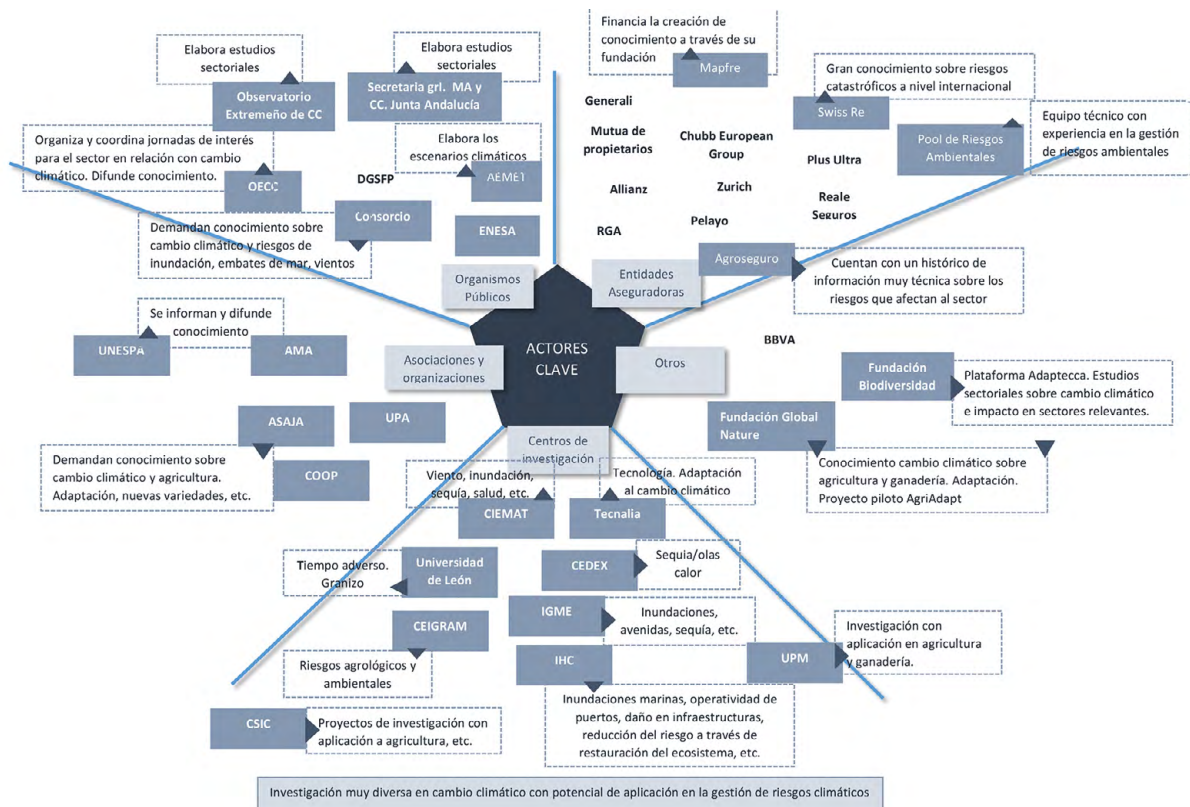 Elabora estudios
sectoriales
Observatorio
Extremeño de CC
Elabora estudios
sectoriales
Secretaria grl. MA y
CC. Junta Andalucía
Organiza y coordina jornadas de interés
para el sector en relación con cambio
climático. Difunde conocimiento.
OECC
Elabora los
escenarios climáticos
AEMET
DGSFP
Consorcio
ENESA
Demandan conocimiento sobre
cambio climático y riesgos de
inundación, embates de mar, vientos
Organismos
Públicos
Financia la creación de
conocimiento a través de su
fundación
Mapfre
Gran conocimiento sobre riesgos
catastróficos a nivel internacional
Swiss Re
Equipo técnico con
experiencia en la gestión
de riesgos ambientales
Pool de Riesgos
Ambientales
Generali
Mutua de
propietarios
Chubb European
Group
Plus Ultra
Allianz
Zurich
Reale
Seguros
RGA
Pelayo
Agroseguro
Cuentan con un histórico de
información muy técnica sobre los
riesgos que afectan al sector
Entidades
Aseguradoras
ACTORES
CLAVE
Se informan y difunde
conocimiento
UNESPA
AMA
Asociaciones y
organizaciones
ASAJA
UPA
Demandan conocimiento sobre
cambio climático y agricultura.
Adaptación, nuevas variedades, etc.
COOP
Otros
BBVA
Fundación
Biodiversidad
Plataforma Adaptecca. Estudios
sectoriales sobre cambio climático
e impacto en sectores relevantes.
Fundación Global
Nature
Conocimiento cambio climático sobre
agricultura y ganadería. Adaptación.
Proyecto piloto AgriAdapt
Centros de
investigación
Viento, inundación,
sequía, salud, etc.
CIEMAT
Tecnología. Adaptación
al cambio climático
Tecnalia
Tiempo adverso.
Granizo
Universidad
de León
CEDEX
Sequia/olas
calor
CEIGRAM
IGME
Inundaciones,
avenidas, sequía, etc.
Riesgos agrológicos y
ambientales
IHC
UPM
Investigación con
aplicación en agricultura
y ganadería.
Inundaciones marinas, operatividad de
puertos, daño en infraestructuras,
reducción del riesgo a través de
restauración del ecosistema, etc.
CSIC
Proyectos de investigación con
aplicación a agricultura, etc.
Investigación muy diversa en cambio climático con potencial de aplicación en la gestión de riesgos climáticos